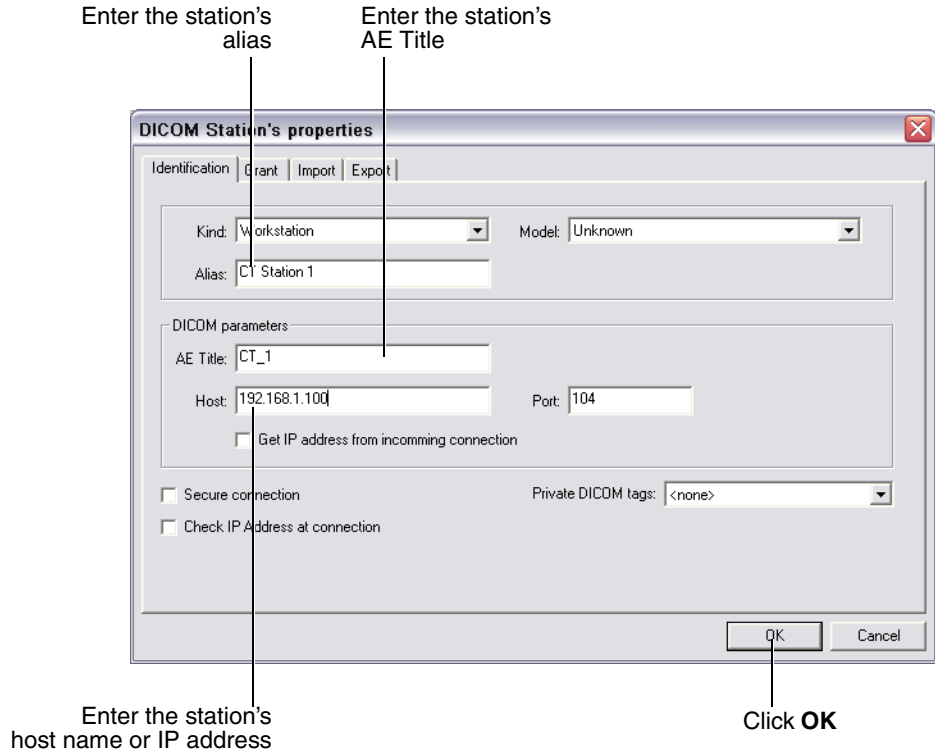 Enter the station's
alias
Enter the station's
AE Title
DICOM Station's properties
Identification Grant Import Export
Kind: Workstation Model: Unknown
Alias: CT Station 1
DICOM parameters
AE Title: CT_1
Host: 192.168.1.100 Port: 104
Get IP address from incomming connection
Secure connection Private DICOM tags: <none>
Check IP Address at connection
OK Cancel
Enter the station's
host name or IP address
Click OK